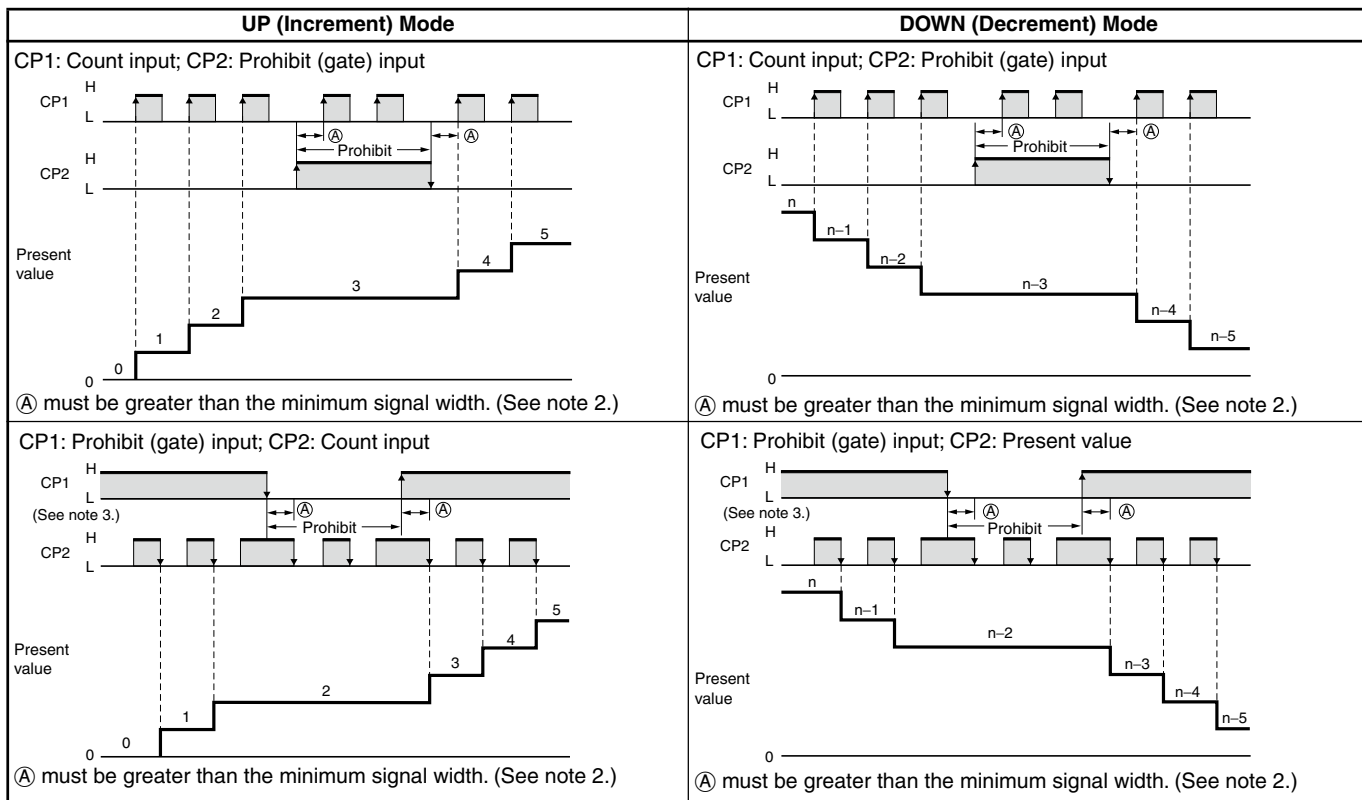 UP (Increment) Mode
DOWN (Decrement) Mode
CP1: Count input; CP2: Prohibit (gate) input
H
CP1
L
Ⓐ
Ⓐ
Prohibit
H
CP2
L
Present
value
0
1
2
3
4
5
0
Ⓐ must be greater than the minimum signal width. (See note 2.)
CP1: Count input; CP2: Prohibit (gate) input
H
CP1
L
Ⓐ
Ⓐ
Prohibit
H
CP2
L
n
n–1
n–2
n–3
n–4
n–5
Present
value
0
Ⓐ must be greater than the minimum signal width. (See note 2.)
CP1: Prohibit (gate) input; CP2: Count input
H
CP1
L
(See note 3.)
Ⓐ
Ⓐ
Prohibit
H
CP2
L
Present
value
0
1
2
3
4
5
0
Ⓐ must be greater than the minimum signal width. (See note 2.)
CP1: Prohibit (gate) input; CP2: Present value
H
CP1
L
(See note 3.)
Ⓐ
Ⓐ
Prohibit
H
CP2
L
n
n–1
n–2
n–3
n–4
n–5
Present
value
0
Ⓐ must be greater than the minimum signal width. (See note 2.)